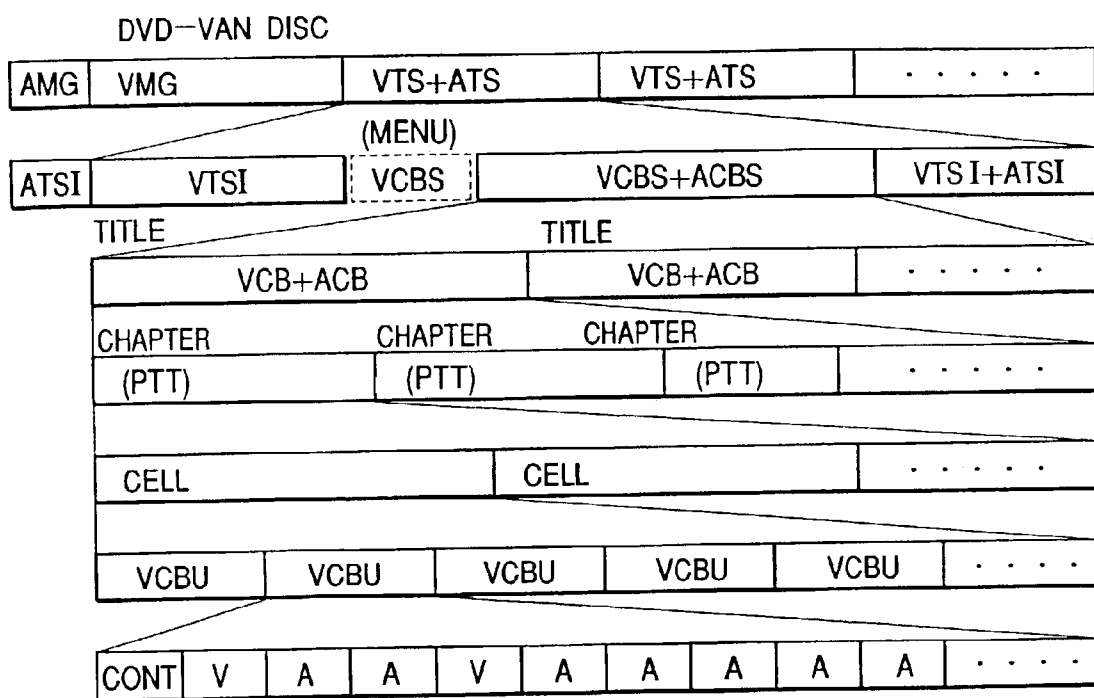 DVD-VAN DISC
AMG VMG VTS+ATS VTS+ATS · · · · ·
(MENU)
ATSI VTSI VCBS VCBS+ACBS VTSI+ATSI
TITLE TITLE
VCB+ACB VCB+ACB · · · · ·
CHAPTER CHAPTER CHAPTER
(PTT) (PTT) (PTT) · · · · ·
CELL CELL · · · · ·
VCBU VCBU VCBU VCBU VCBU · · · ·
CONT V A A V A A A A A · · · ·